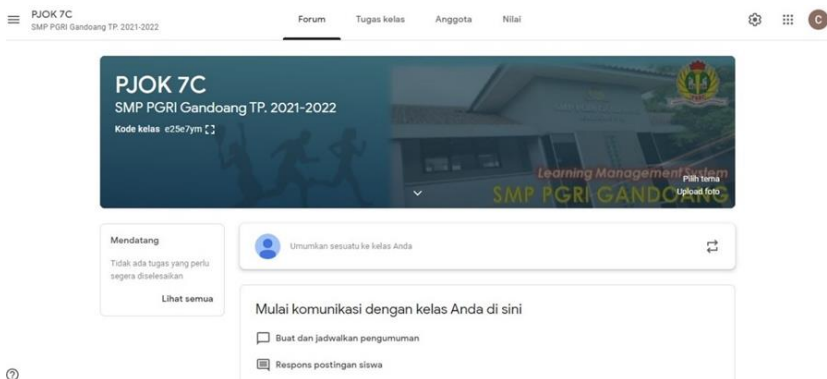 PJOK 7C
SMP PGRI Gandoang TP. 2021-2022
Forum
Tugas kelas
Anggota
Nilai
C
PJOK 7C
SMP PGRI Gandoang TP. 2021-2022
Kode kelas e25e7ym
Learning Management System
SMP PGRI GANDOANG
Pilih tema
Upload foto
Mendatang
Tidak ada tugas yang perlu
segera diselesaikan
Lihat semua
Umumkan sesuatu ke kelas Anda
Mulai komunikasi dengan kelas Anda di sini
Buat dan jadwalkan pengumuman
Respons postingan siswa